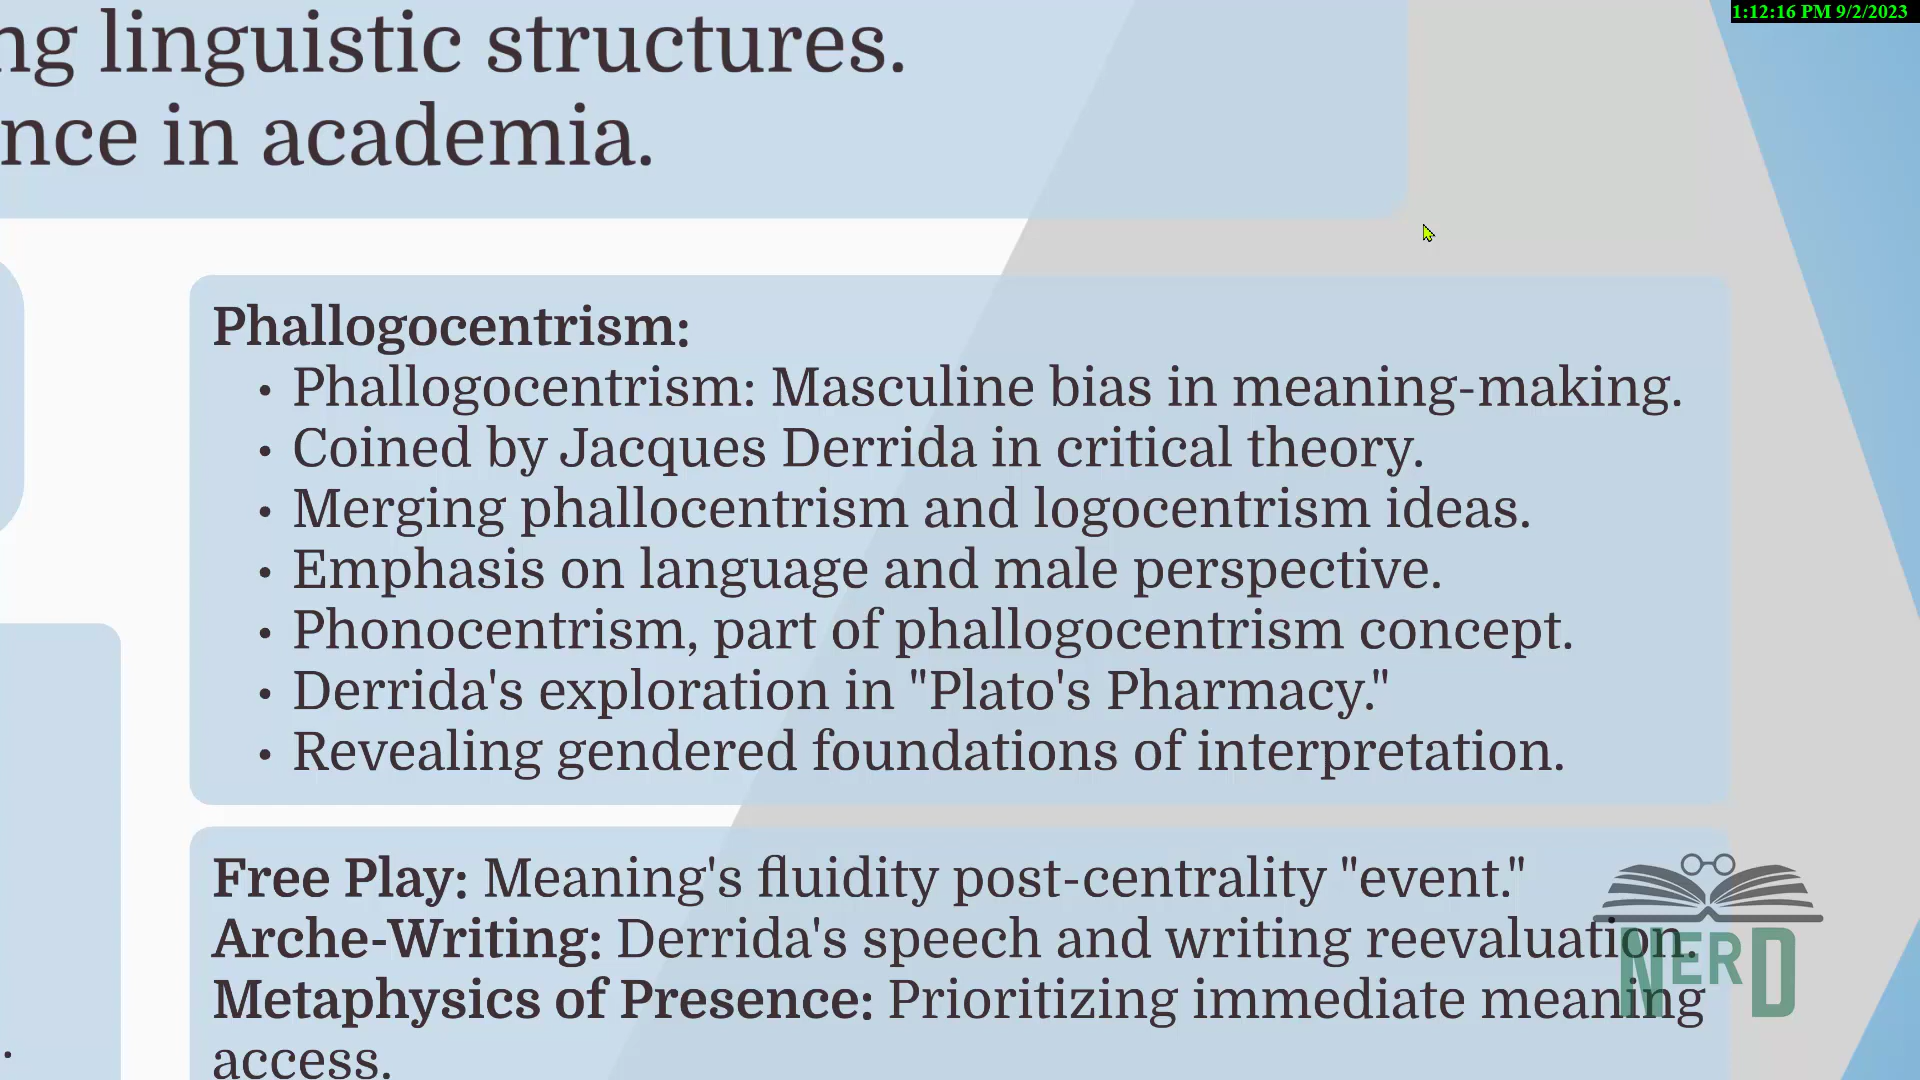 1:12:16 PM 9/2/2023
ng linguistic structures.
nce in academia.
Phallogocentrism:
• Phallogocentrism: Masculine bias in meaning-making.
• Coined by Jacques Derrida in critical theory.
• Merging phallocentrism and logocentrism ideas.
• Emphasis on language and male perspective.
• Phonocentrism, part of phallogocentrism concept.
• Derrida's exploration in "Plato's Pharmacy."
• Revealing gendered foundations of interpretation.
Free Play: Meaning's fluidity post-centrality "event."
Arche-Writing: Derrida's speech and writing reevaluation.
Metaphysics of Presence: Prioritizing immediate meaning
access.
.
NERD